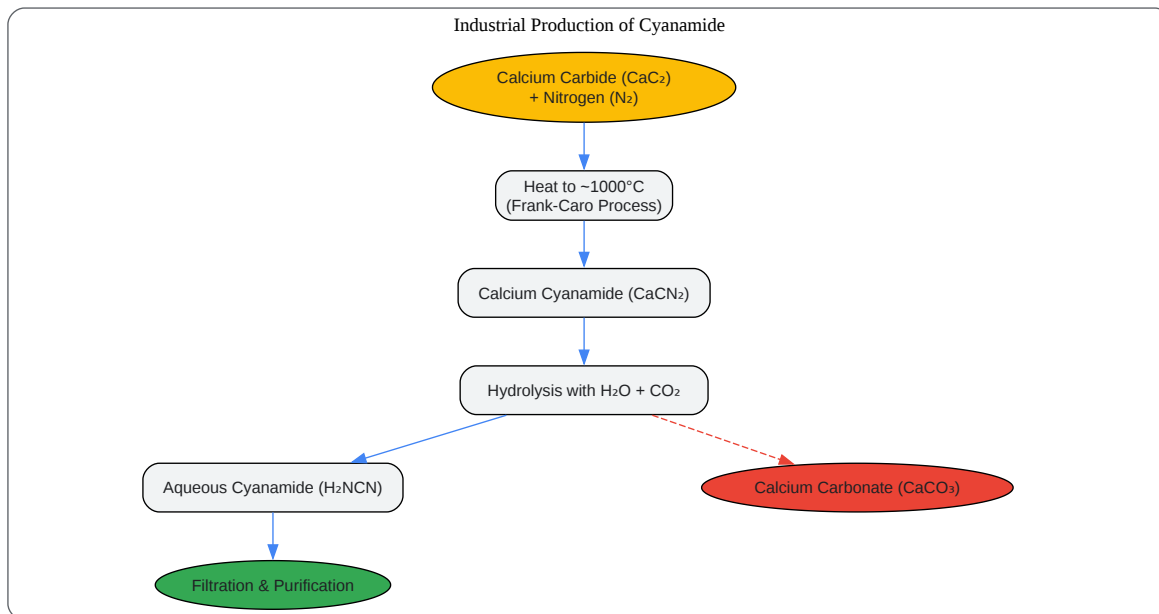 Industrial Production of Cyanamide
Calcium Carbide (CaC₂)
+ Nitrogen (N₂)
Heat to ~1000°C
(Frank-Caro Process)
Calcium Cyanamide (CaCN₂)
Hydrolysis with H₂O + CO₂
Aqueous Cyanamide (H₂NCN)
Calcium Carbonate (CaCO₃)
Filtration & Purification